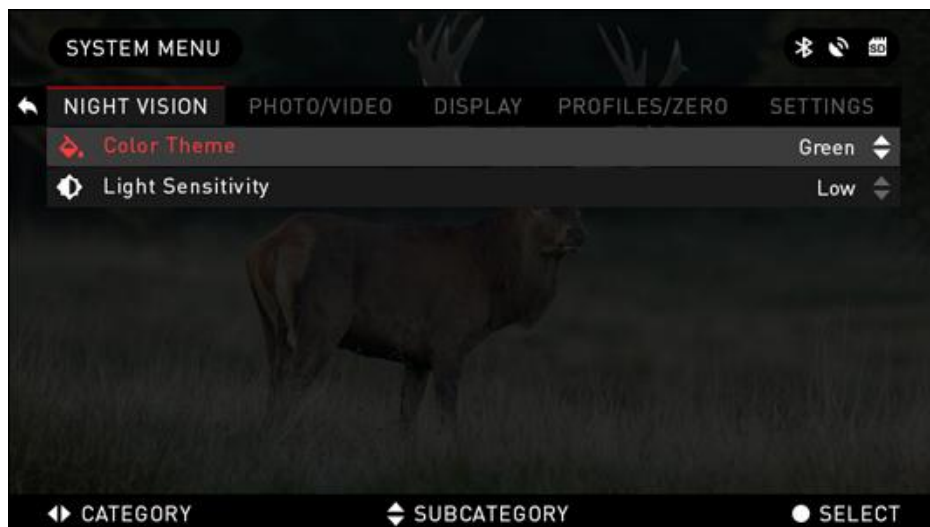 SYSTEM MENU
SD
NIGHT VISION PHOTO/VIDEO DISPLAY PROFILES/ZERO SETTINGS
Color Theme Green
Light Sensitivity Low
CATEGORY SUBCATEGORY SELECT